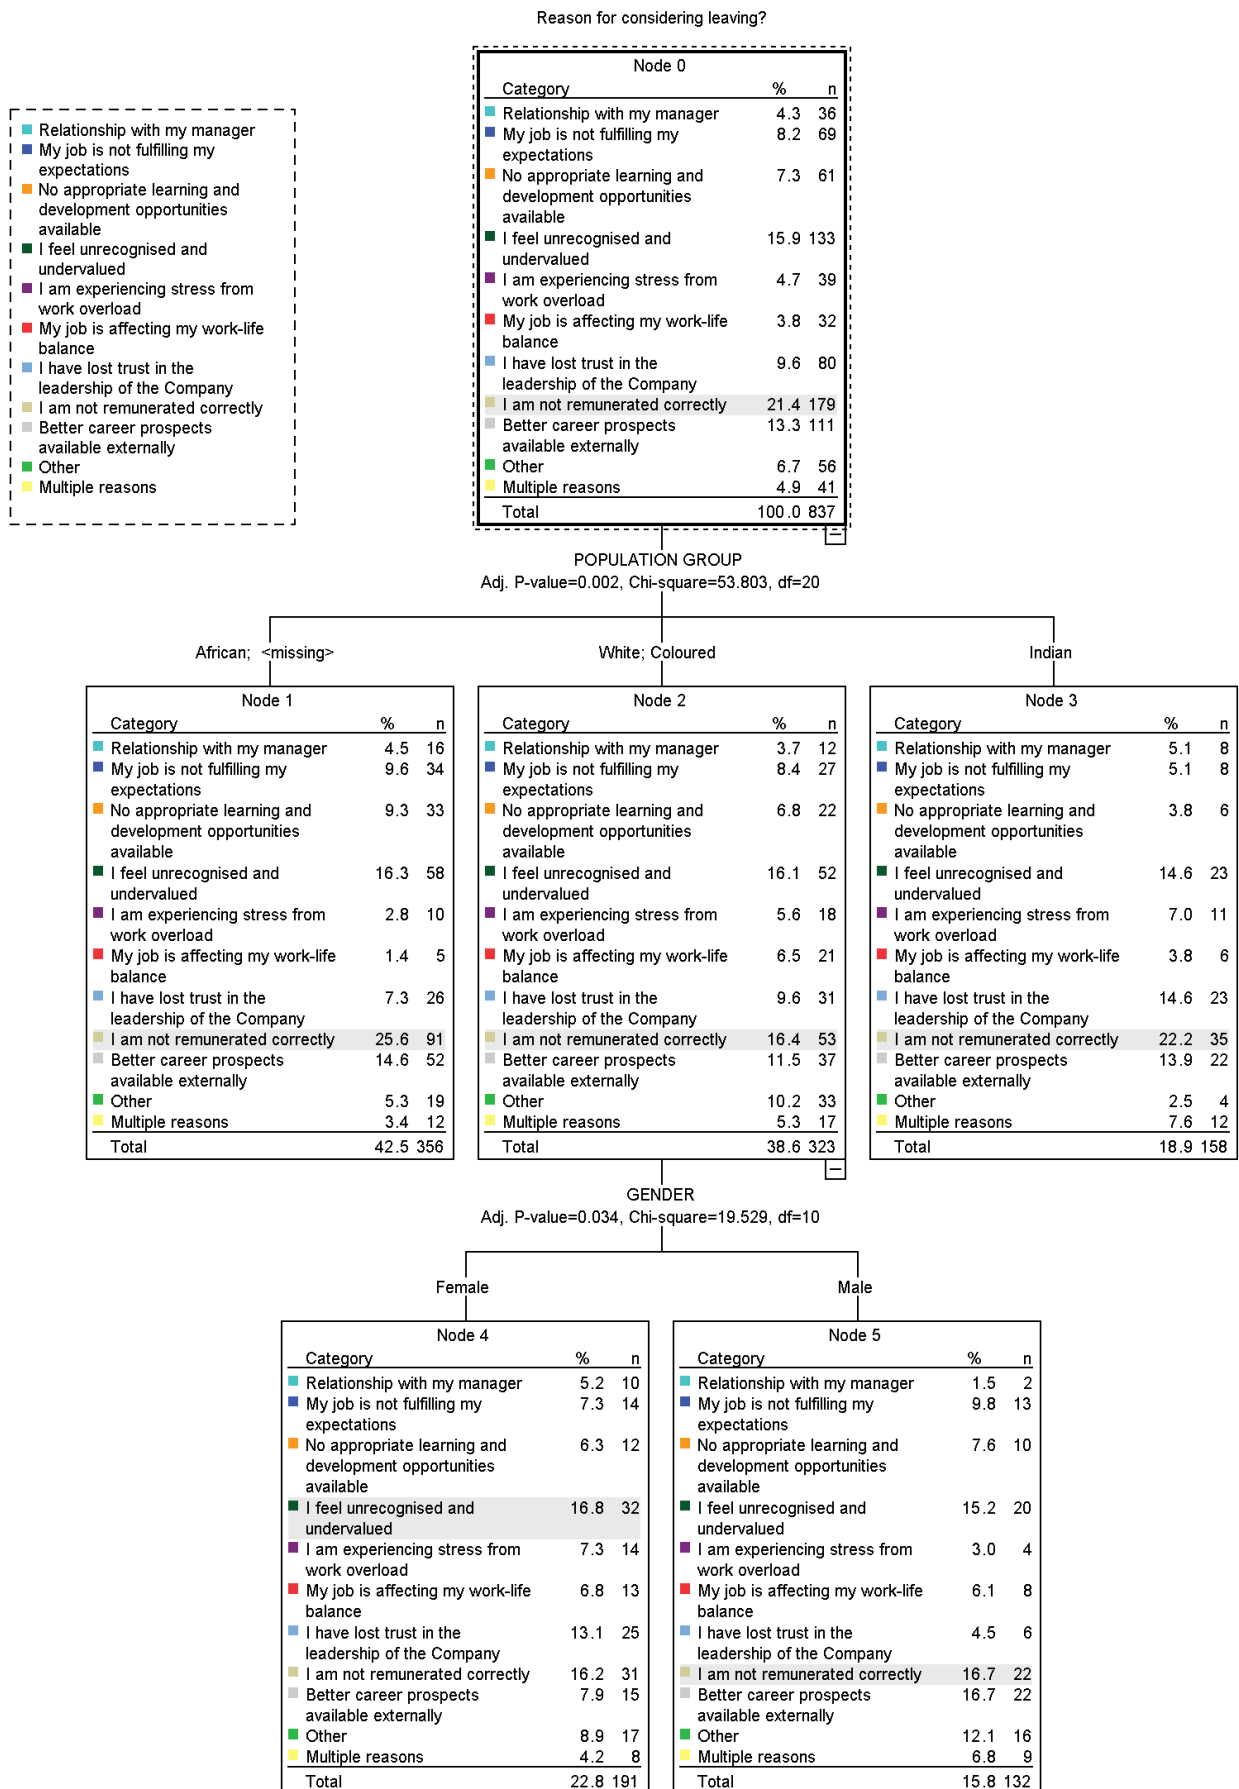 Reason for considering leaving?
Relationship with my manager
My job is not fulfilling my
expectations
No appropriate learning and
development opportunities
available
I feel unrecognised and
undervalued
I am experiencing stress from
work overload
My job is affecting my work-life
balance
I have lost trust in the
leadership of the Company
I am not remunerated correctly
Better career prospects
available externally
Other
Multiple reasons
Node 0
Category % n
Relationship with my manager 4.3 36
My job is not fulfilling my 8.2 69
expectations
No appropriate learning and 7.3 61
development opportunities
available
I feel unrecognised and 15.9 133
undervalued
I am experiencing stress from 4.7 39
work overload
My job is affecting my work-life 3.8 32
balance
I have lost trust in the 9.6 80
leadership of the Company
I am not remunerated correctly 21.4 179
Better career prospects 13.3 111
available externally
Other 6.7 56
Multiple reasons 4.9 41
Total 100.0 837
POPULATION GROUP
Adj. P-value=0.002, Chi-square=53.803, df=20
African; <missing>
White; Coloured
Indian
Node 1
Category % n
Relationship with my manager 4.5 16
My job is not fulfilling my 9.6 34
expectations
No appropriate learning and 9.3 33
development opportunities
available
I feel unrecognised and 16.3 58
undervalued
I am experiencing stress from 2.8 10
work overload
My job is affecting my work-life 1.4 5
balance
I have lost trust in the 7.3 26
leadership of the Company
I am not remunerated correctly 25.6 91
Better career prospects 14.6 52
available externally
Other 5.3 19
Multiple reasons 3.4 12
Total 42.5 356
Node 2
Category % n
Relationship with my manager 3.7 12
My job is not fulfilling my 8.4 27
expectations
No appropriate learning and 6.8 22
development opportunities
available
I feel unrecognised and 16.1 52
undervalued
I am experiencing stress from 5.6 18
work overload
My job is affecting my work-life 6.5 21
balance
I have lost trust in the 9.6 31
leadership of the Company
I am not remunerated correctly 16.4 53
Better career prospects 11.5 37
available externally
Other 10.2 33
Multiple reasons 5.3 17
Total 38.6 323
Node 3
Category % n
Relationship with my manager 5.1 8
My job is not fulfilling my 5.1 8
expectations
No appropriate learning and 3.8 6
development opportunities
available
I feel unrecognised and 14.6 23
undervalued
I am experiencing stress from 7.0 11
work overload
My job is affecting my work-life 3.8 6
balance
I have lost trust in the 14.6 23
leadership of the Company
I am not remunerated correctly 22.2 35
Better career prospects 13.9 22
available externally
Other 2.5 4
Multiple reasons 7.6 12
Total 18.9 158
GENDER
Adj. P-value=0.034, Chi-square=19.529, df=10
Female
Male
Node 4
Category % n
Relationship with my manager 5.2 10
My job is not fulfilling my 7.3 14
expectations
No appropriate learning and 6.3 12
development opportunities
available
I feel unrecognised and 16.8 32
undervalued
I am experiencing stress from 7.3 14
work overload
My job is affecting my work-life 6.8 13
balance
I have lost trust in the 13.1 25
leadership of the Company
I am not remunerated correctly 16.2 31
Better career prospects 7.9 15
available externally
Other 8.9 17
Multiple reasons 4.2 8
Total 22.8 191
Node 5
Category % n
Relationship with my manager 1.5 2
My job is not fulfilling my 9.8 13
expectations
No appropriate learning and 7.6 10
development opportunities
available
I feel unrecognised and 15.2 20
undervalued
I am experiencing stress from 3.0 4
work overload
My job is affecting my work-life 6.1 8
balance
I have lost trust in the 4.5 6
leadership of the Company
I am not remunerated correctly 16.7 22
Better career prospects 16.7 22
available externally
Other 12.1 16
Multiple reasons 6.8 9
Total 15.8 132